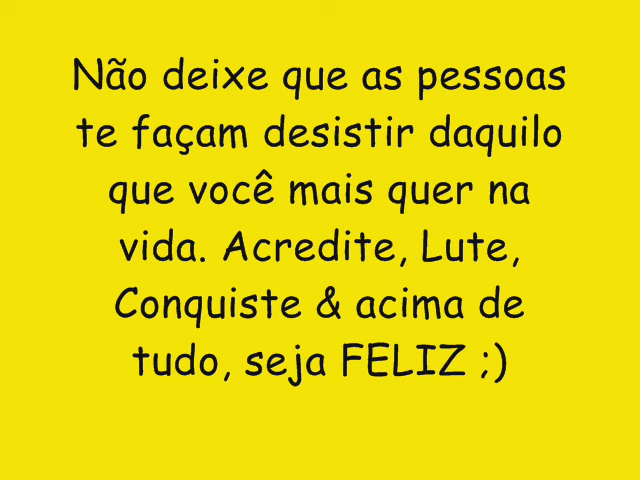 Não deixe que as pessoas
te façam desistir daquilo
que você mais quer na
vida. Acredite, Lute,
Conquiste & acima de
tudo, seja FELIZ ;)